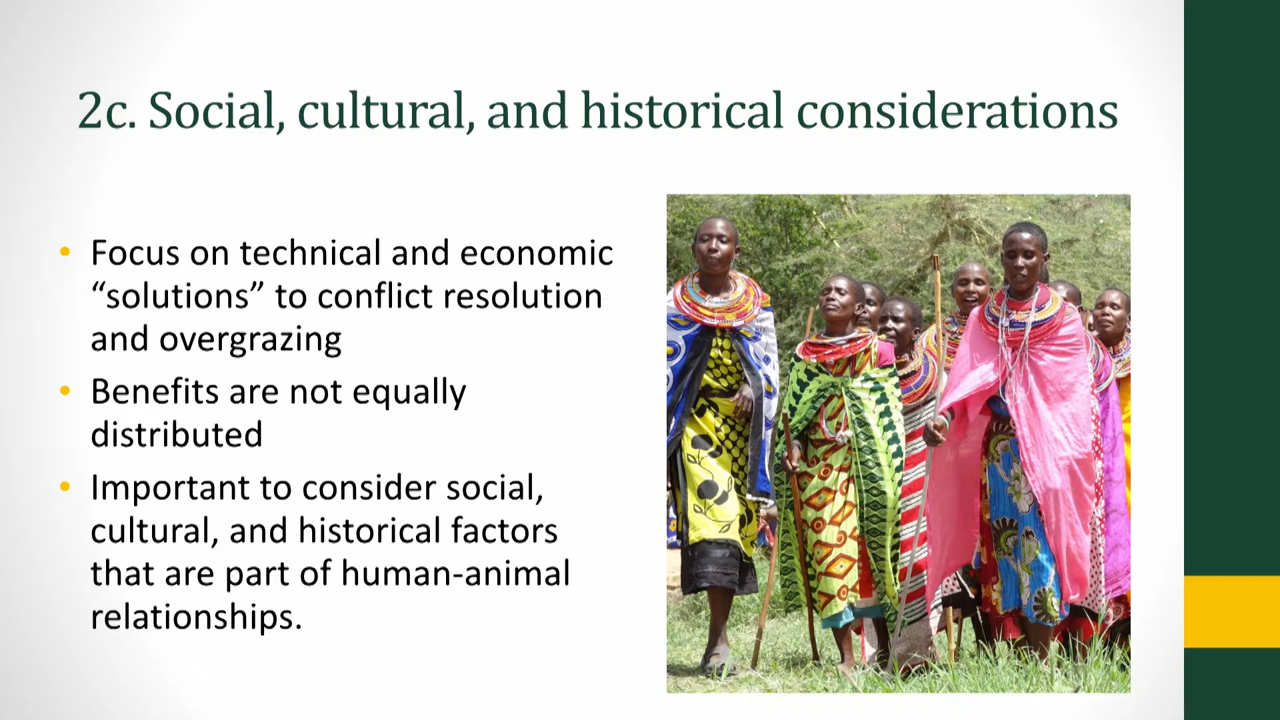 2c. Social, cultural, and historical considerations
• Focus on technical and economic
“solutions” to conflict resolution
and overgrazing
• Benefits are not equally
distributed
• Important to consider social,
cultural, and historical factors
that are part of human-animal
relationships.